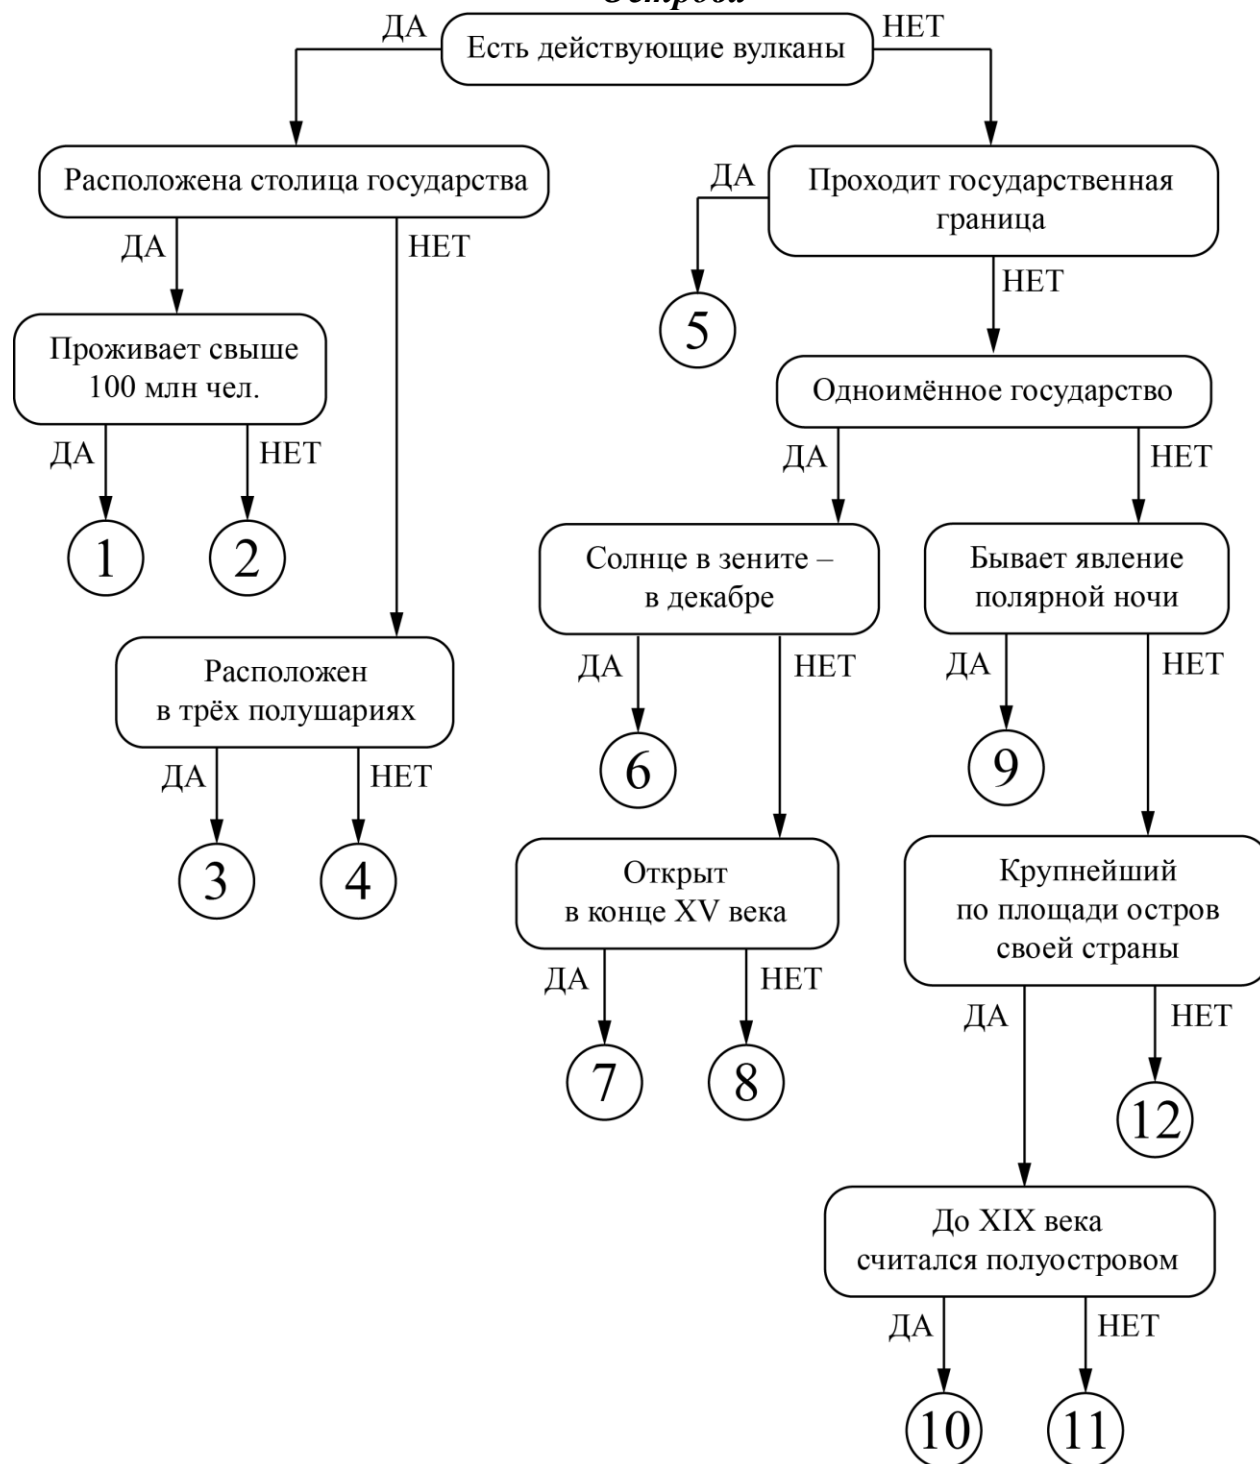 Острова
ДА
НЕТ
Есть действующие вулканы
Расположена столица государства
ДА
Проходит государственная
граница
ДА
НЕТ
НЕТ
5
Проживает свыше
100 млн чел.
Одноимённое государство
ДА
НЕТ
ДА
НЕТ
1
2
Солнце в зените –
в декабре
Бывает явление
полярной ночи
Расположен
в трёх полушариях
ДА
НЕТ
ДА
НЕТ
ДА
НЕТ
6
9
3
4
Открыт
в конце XV века
Крупнейший
по площади остров
своей страны
ДА
НЕТ
ДА
НЕТ
7
8
12
До XIX века
считался полуостровом
ДА
НЕТ
10
11